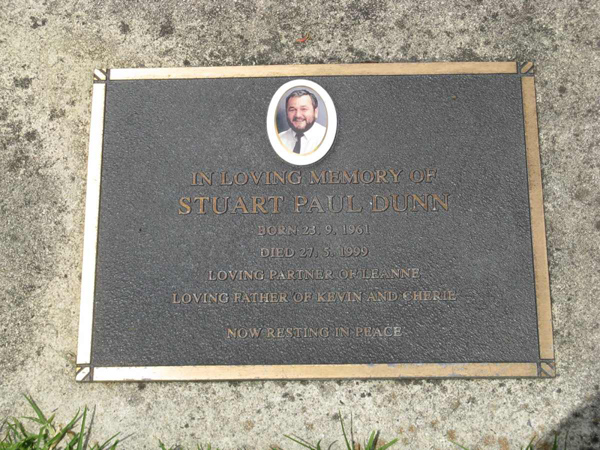 IN LOVING MEMORY OF
STUART PAUL DUNN
BORN 23. 9. 1961
DIED 27. 5. 1999
LOVING PARTNER OF LEANNE
LOVING FATHER OF KEVIN AND CHERIE
NOW RESTING IN PEACE